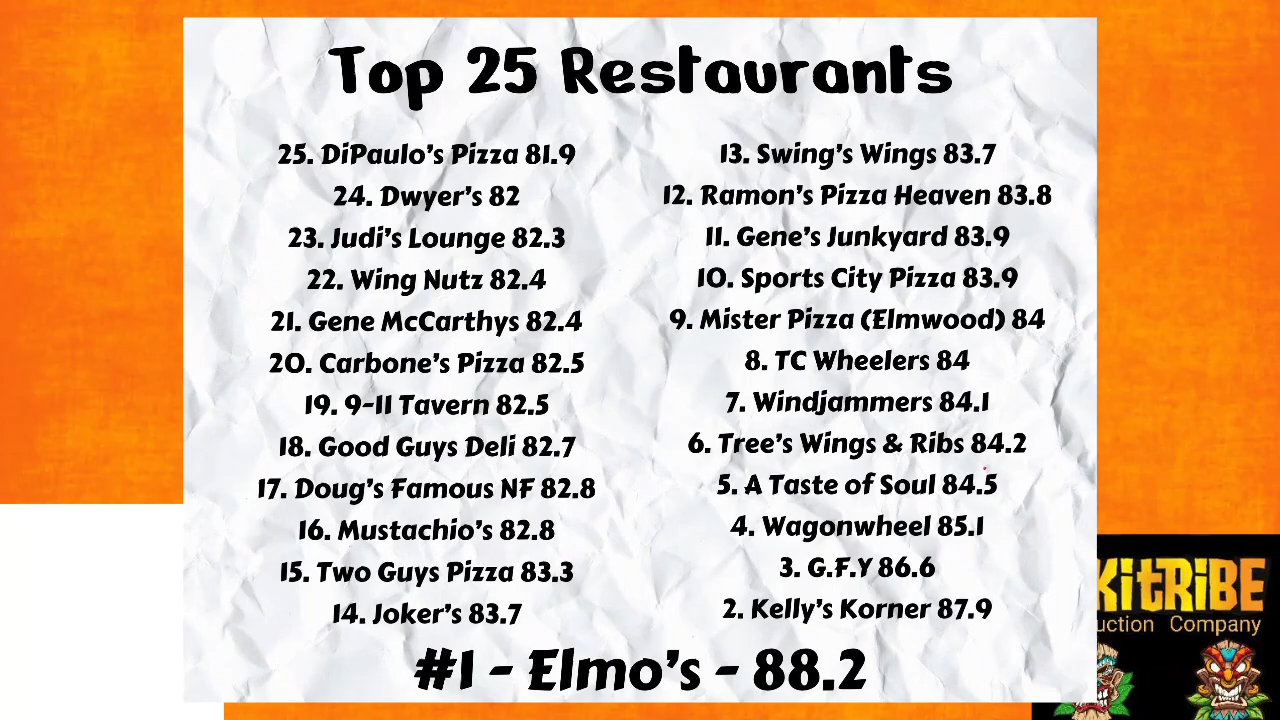 Top 25 Restaurants
25. DiPaulo's Pizza 81.9
24. Dwyer's 82
23. Judi's Lounge 82.3
22. Wing Nutz 82.4
21. Gene McCarthys 82.4
20. Carbone's Pizza 82.5
19. 9-11 Tavern 82.5
18. Good Guys Deli 82.7
17. Doug's Famous NF 82.8
16. Mustachio's 82.8
15. Two Guys Pizza 83.3
14. Joker's 83.7
13. Swing's Wings 83.7
12. Ramon's Pizza Heaven 83.8
11. Gene's Junkyard 83.9
10. Sports City Pizza 83.9
9. Mister Pizza (Elmwood) 84
8. TC Wheelers 84
7. Windjammers 84.1
6. Tree's Wings & Ribs 84.2
5. A Taste of Soul 84.5
4. Wagonwheel 85.1
3. G.F.Y 86.6
2. Kelly's Korner 87.9
#1 - Elmo's - 88.2
KiTRiBE
uction Company